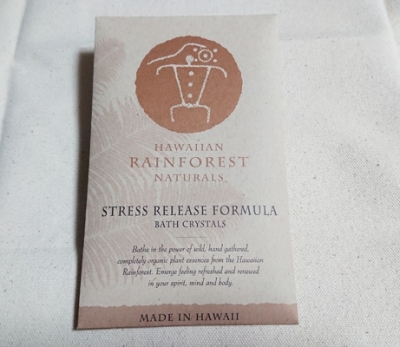 HAWAIIAN
RAINFOREST
NATURALS
STRESS RELEASE FORMULA
BATH CRYSTALS
Bathe in the power of wild, hand gathered,
completely organic plant essences from the Hawaiian
Rainforest. Emerge feeling refreshed and renewed
in your spirit, mind and body.
MADE IN HAWAII